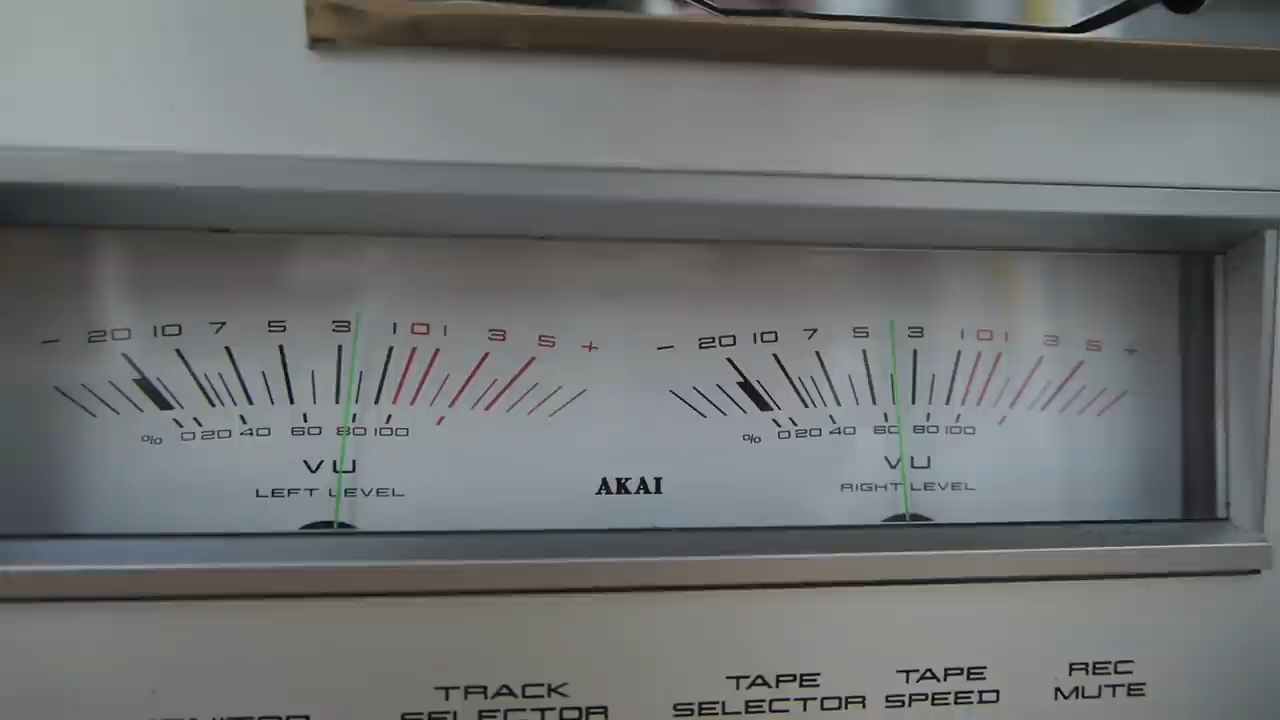 - 20 10 7 5 3 1 0 1 3 5 +
% 0 20 40 60 80 100
VU
LEFT LEVEL
AKAI
- 20 10 7 5 3 1 0 1 3 5 +
% 0 20 40 60 80 100
VU
RIGHT LEVEL
TRACK
SELECTOR
TAPE
SELECTOR
TAPE
SPEED
REC
MUTE